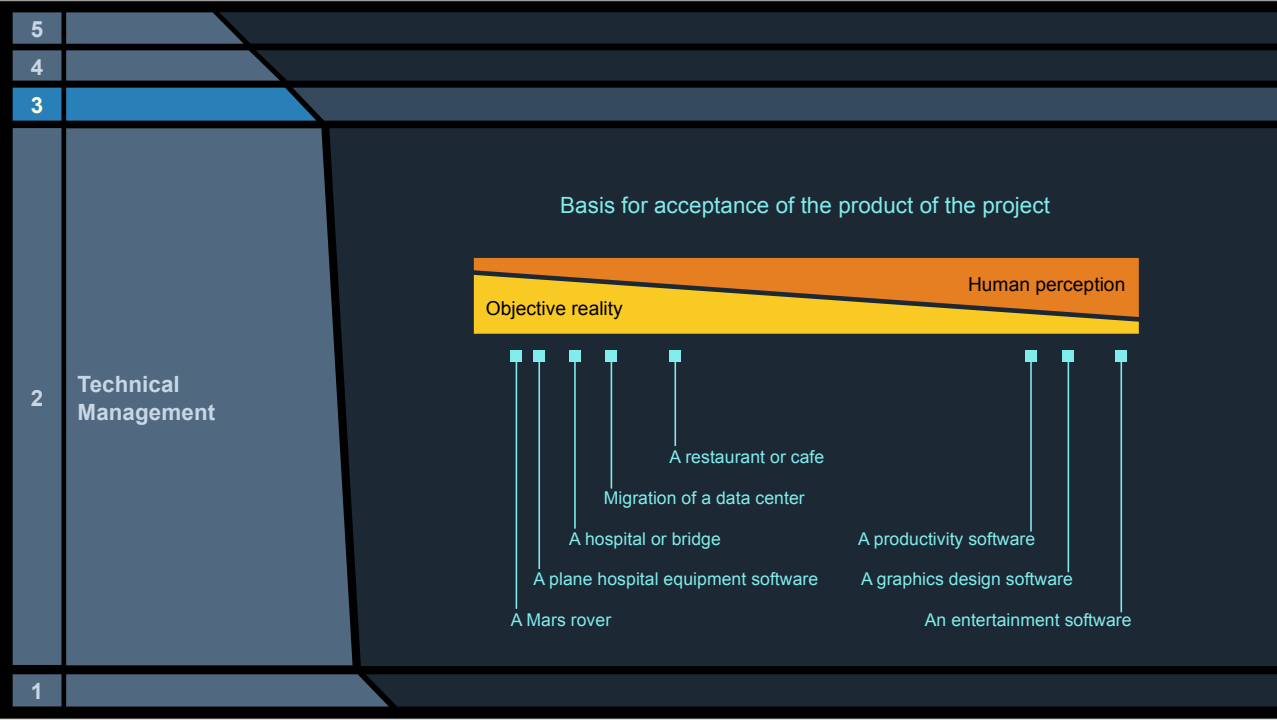 5
4
3
2
Technical
Management
Basis for acceptance of the product of the project
Human perception
Objective reality
A restaurant or cafe
Migration of a data center
A hospital or bridge
A productivity software
A plane hospital equipment software
A graphics design software
A Mars rover
An entertainment software
1